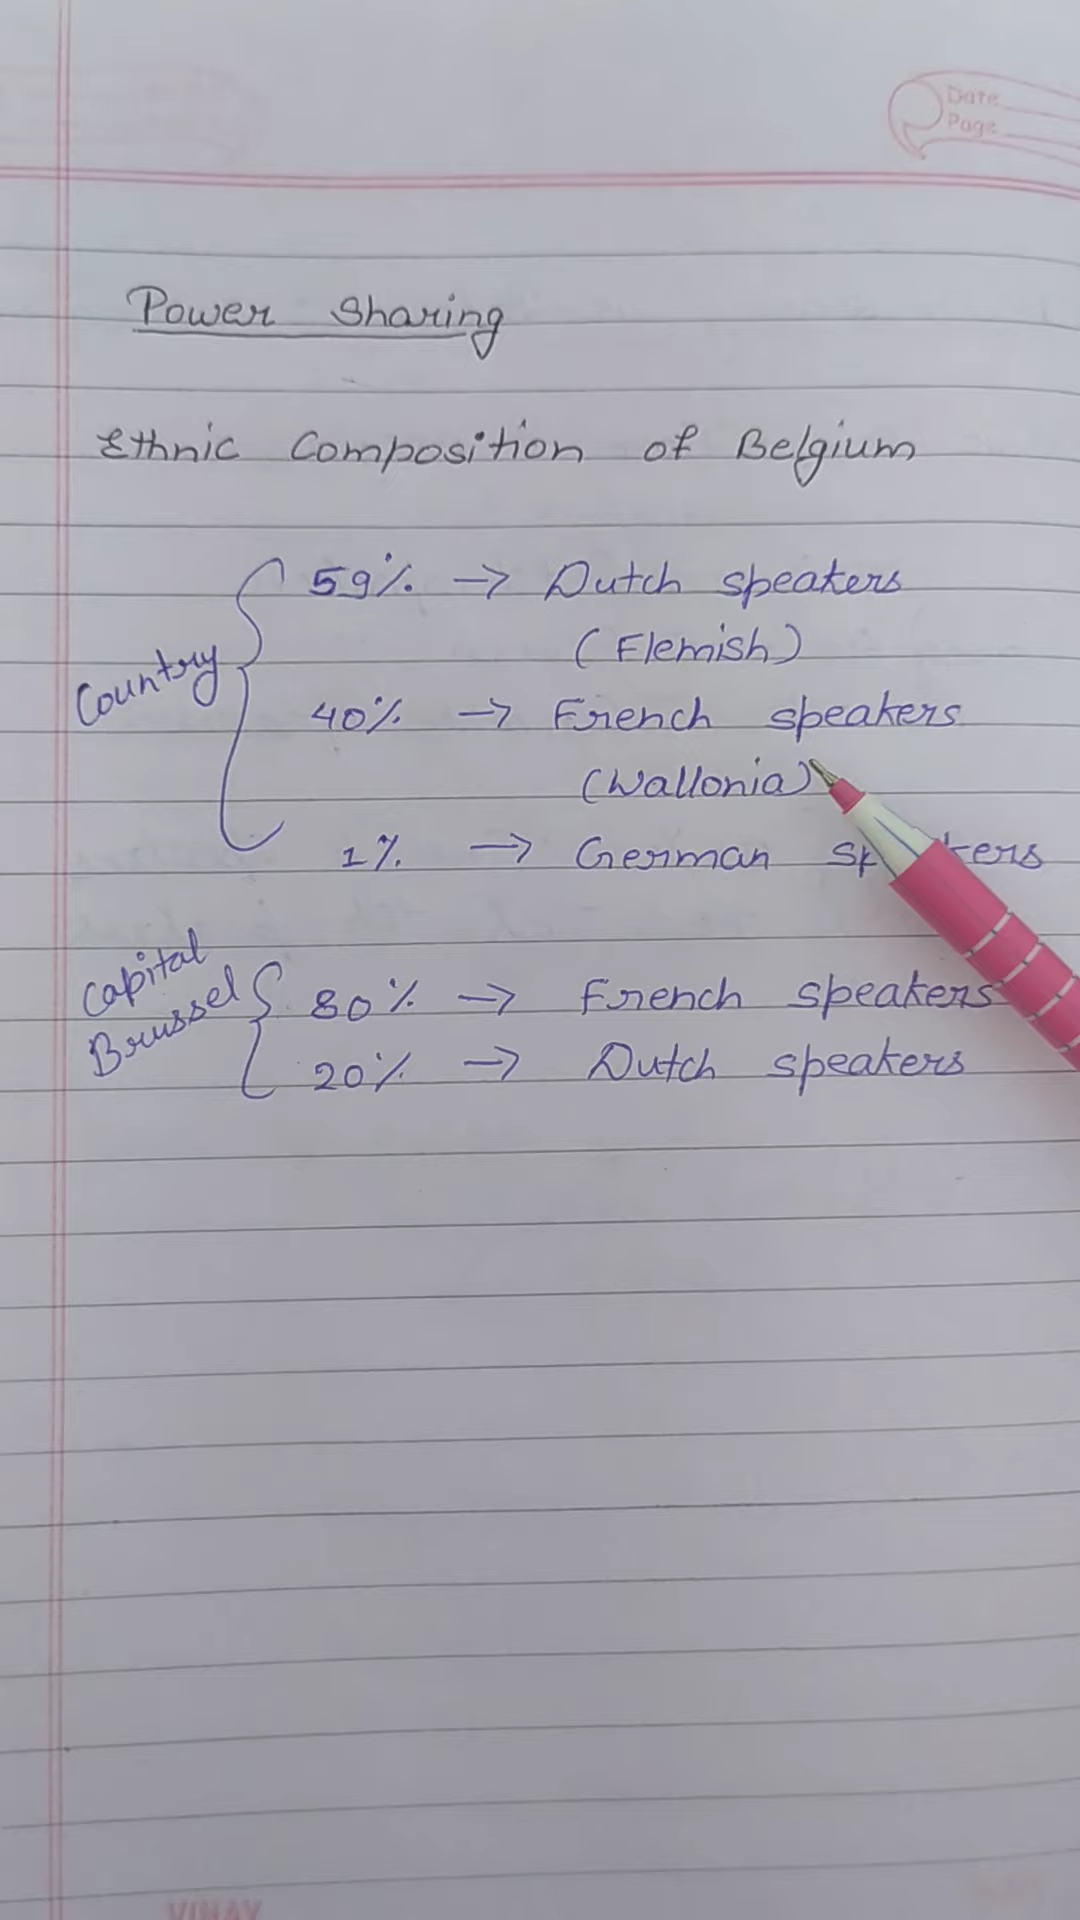 Date
Page
Power Sharing
Ethnic Composition of Belgium
Country
59% → Dutch speakers
(Flemish)
40% → French speakers
(Wallonia)
1% → German
Capital
Brussel
80% → French speakers
20% → Dutch speakers
VINAY